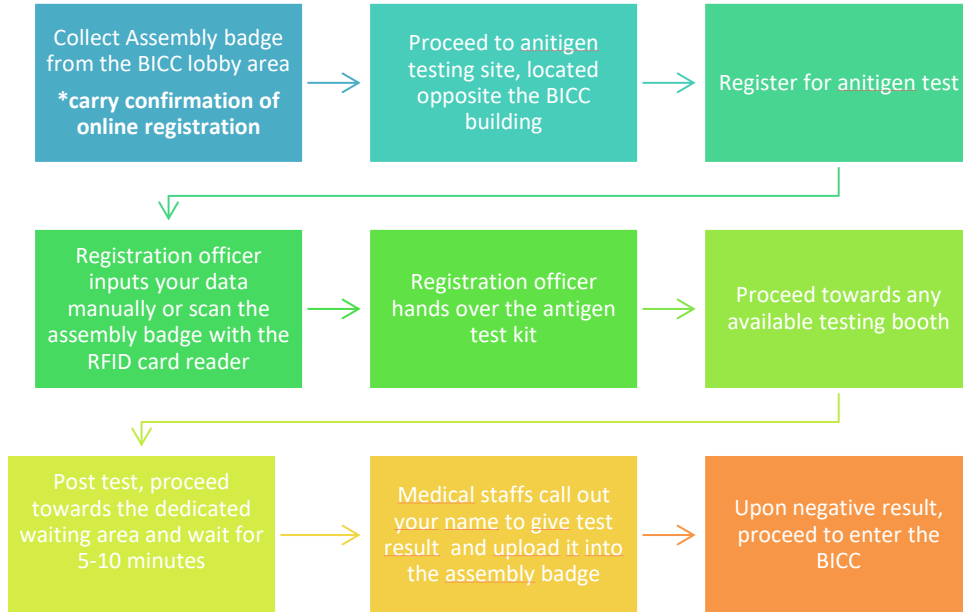 Collect Assembly badge
from the BICC lobby area
*carry confirmation of
online registration
Proceed to anitigen
testing site, located
opposite the BICC
building
Register for anitigen test
Registration officer
inputs your data
manually or scan the
assembly badge with the
RFID card reader
Registration officer
hands over the antigen
test kit
Proceed towards any
available testing booth
Post test, proceed
towards the dedicated
waiting area and wait for
5-10 minutes
Medical staffs call out
your name to give test
result  and upload it into
the assembly badge
Upon negative result,
proceed to enter the
BICC